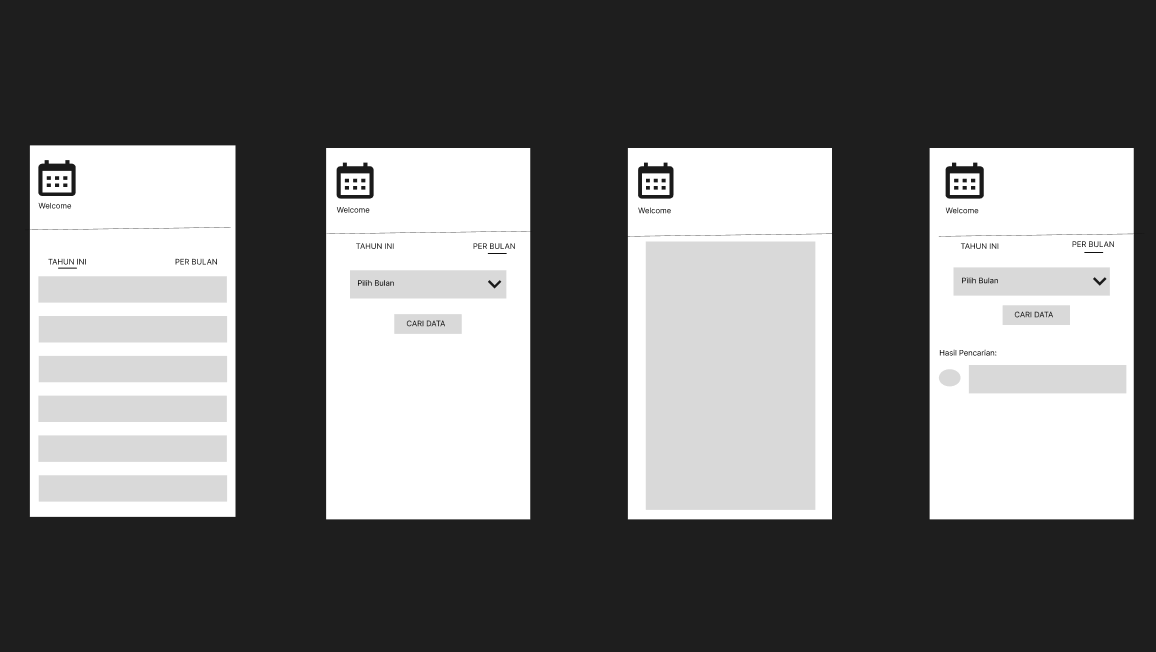 Welcome
TAHUN INI
PER BULAN
Welcome
TAHUN INI
PER BULAN
Pilih Bulan
CARI DATA
Welcome
Welcome
TAHUN INI
PER BULAN
Pilih Bulan
CARI DATA
Hasil Pencarian: